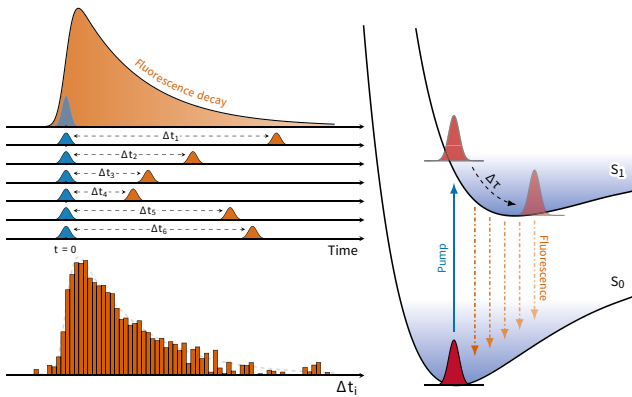 Fluorescence decay
Δt₁
Δt₂
Δt₃
Δt₄
Δt₅
Δt₆
t = 0
Time
Δtᵢ
Δτ
S₁
Pump
Fluorescence
S₀